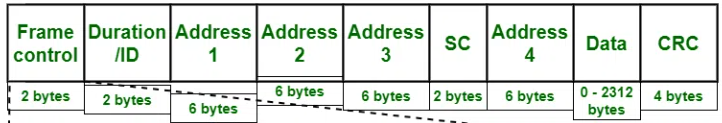 Frame control
Duration /ID
Address 1
Address 2
Address 3
SC
Address 4
Data
CRC
2 bytes
2 bytes
6 bytes
6 bytes
6 bytes
2 bytes
6 bytes
0 - 2312 bytes
4 bytes